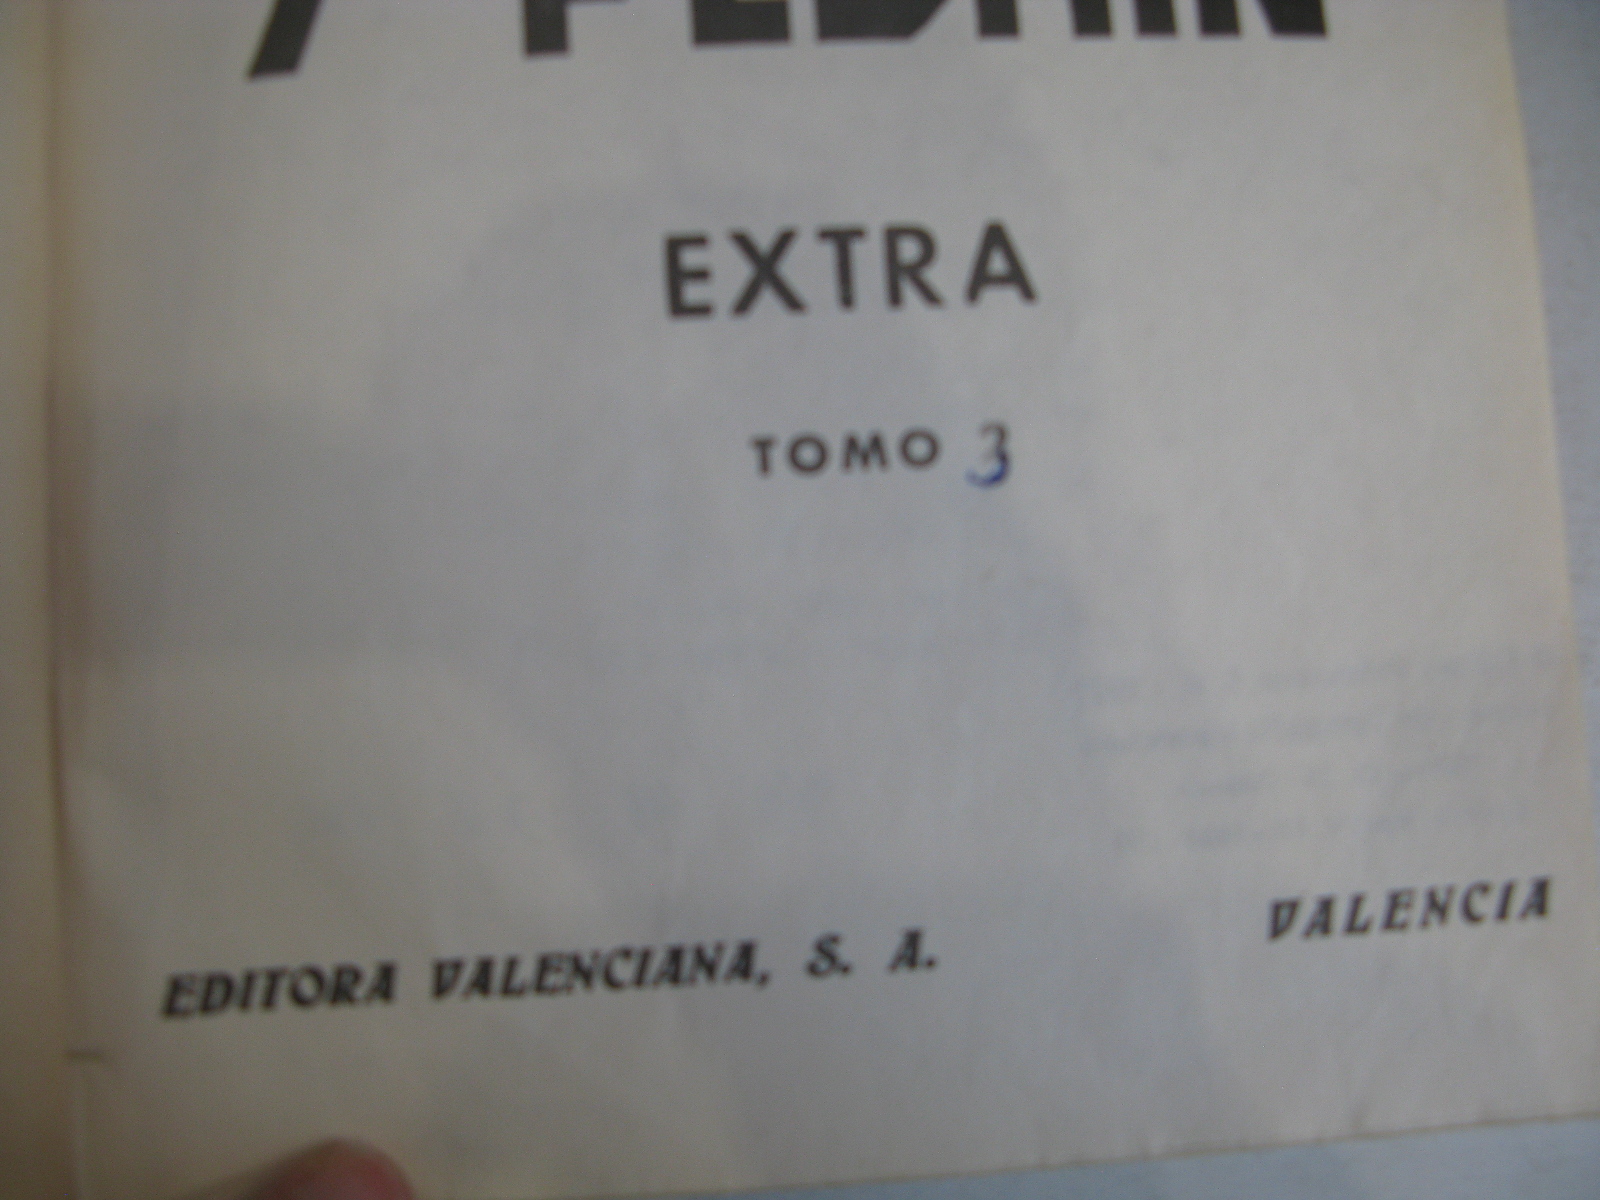 EXTRA
TOMO 3
EDITORA VALENCIANA, S. A. VALENCIA